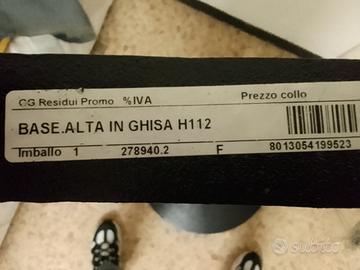 CG Residui Promo %IVA Prezzo collo
BASE.ALTA IN GHISA H112
Imballo 1 278940.2 F 8013054199523
subito